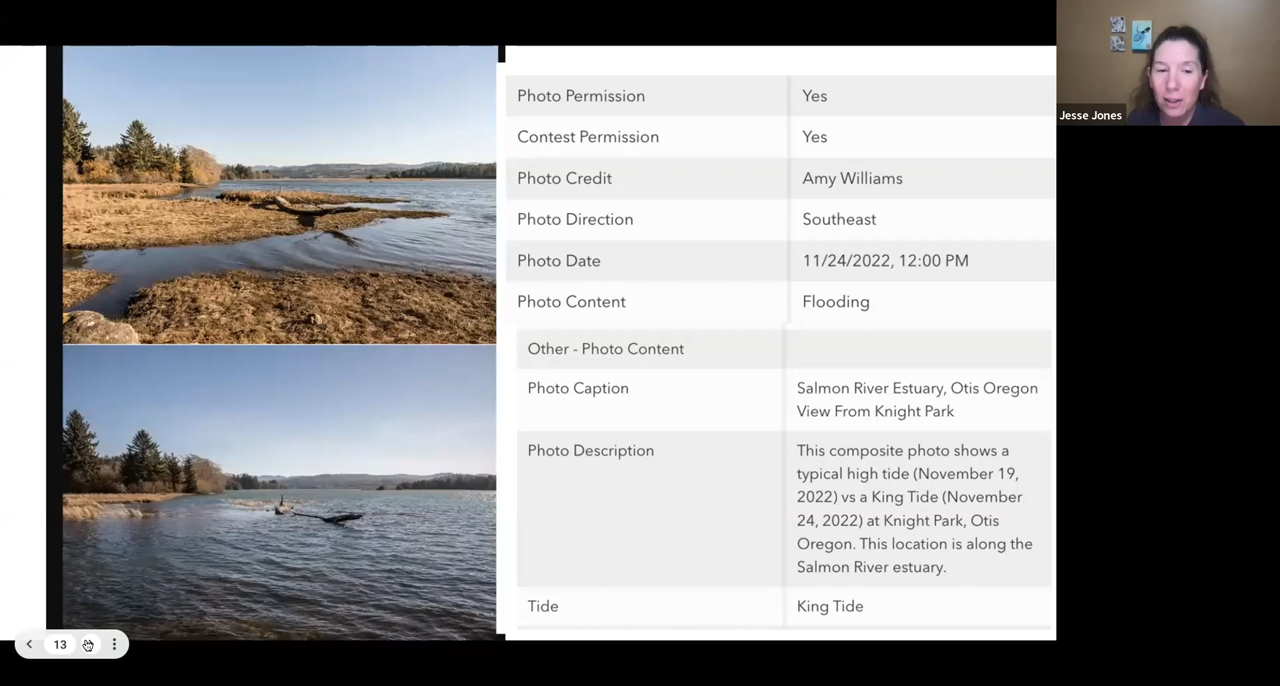 Photo Permission Yes
Contest Permission Yes
Photo Credit Amy Williams
Photo Direction Southeast
Photo Date 11/24/2022, 12:00 PM
Photo Content Flooding
Other - Photo Content
Photo Caption Salmon River Estuary, Otis Oregon
View From Knight Park
Photo Description This composite photo shows a
typical high tide (November 19,
2022) vs a King Tide (November
24, 2022) at Knight Park, Otis
Oregon. This location is along the
Salmon River estuary.
Tide King Tide
Jesse Jones
13